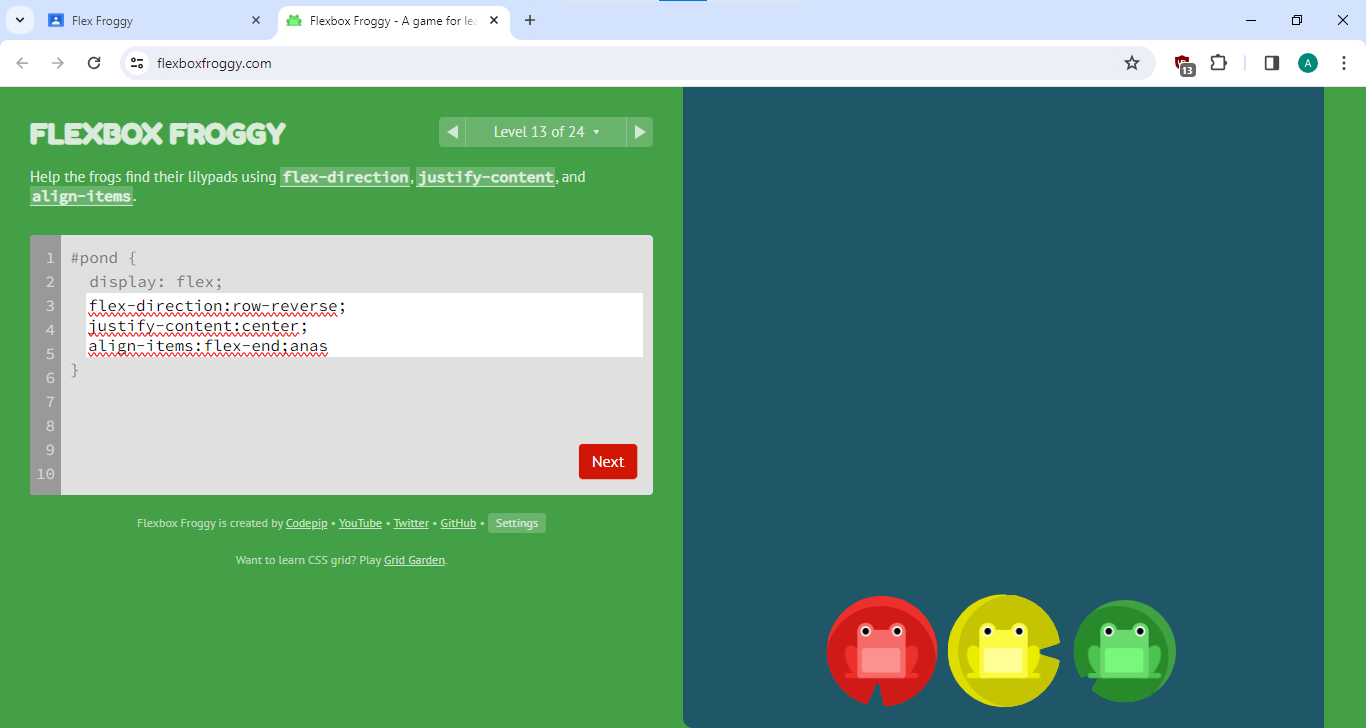 Flex Froggy
Flexbox Froggy - A game for lea
flexboxfroggy.com
13
A
FLEXBOX FROGGY
Level 13 of 24
Help the frogs find their lilypads using flex-direction, justify-content, and
align-items.
1 #pond {
2 display: flex;
3 flex-direction:row-reverse;
4 justify-content:center;
5 align-items:flex-end;anas
6 }
7
8
9
10
Next
Flexbox Froggy is created by Codepip • YouTube • Twitter • GitHub • Settings
Want to learn CSS grid? Play Grid Garden.